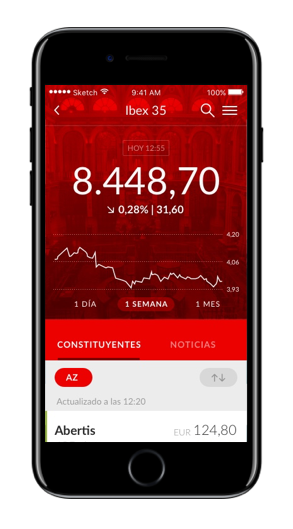 Sketch 9:41 AM 100%
Ibex 35
HOY 12:55
8.448,70
↘ 0,28% | 31,60
4,20
4,06
3,93
1 DÍA 1 SEMANA 1 MES
CONSTITUYENTES NOTICIAS
AZ
Actualizado a las 12:20
Abertis EUR 124,80